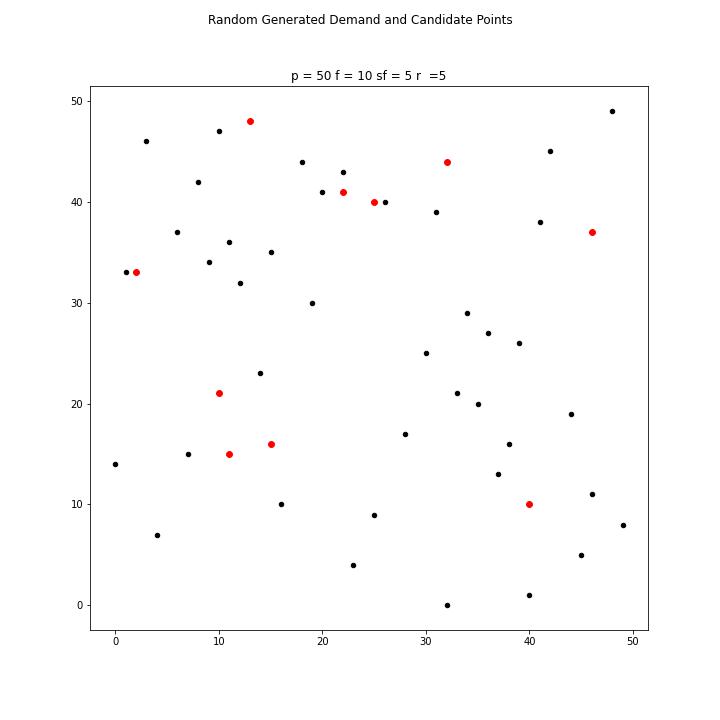 Random Generated Demand and Candidate Points
p = 50 f = 10 sf = 5 r  =5
50
40
30
20
10
0
0 10 20 30 40 50